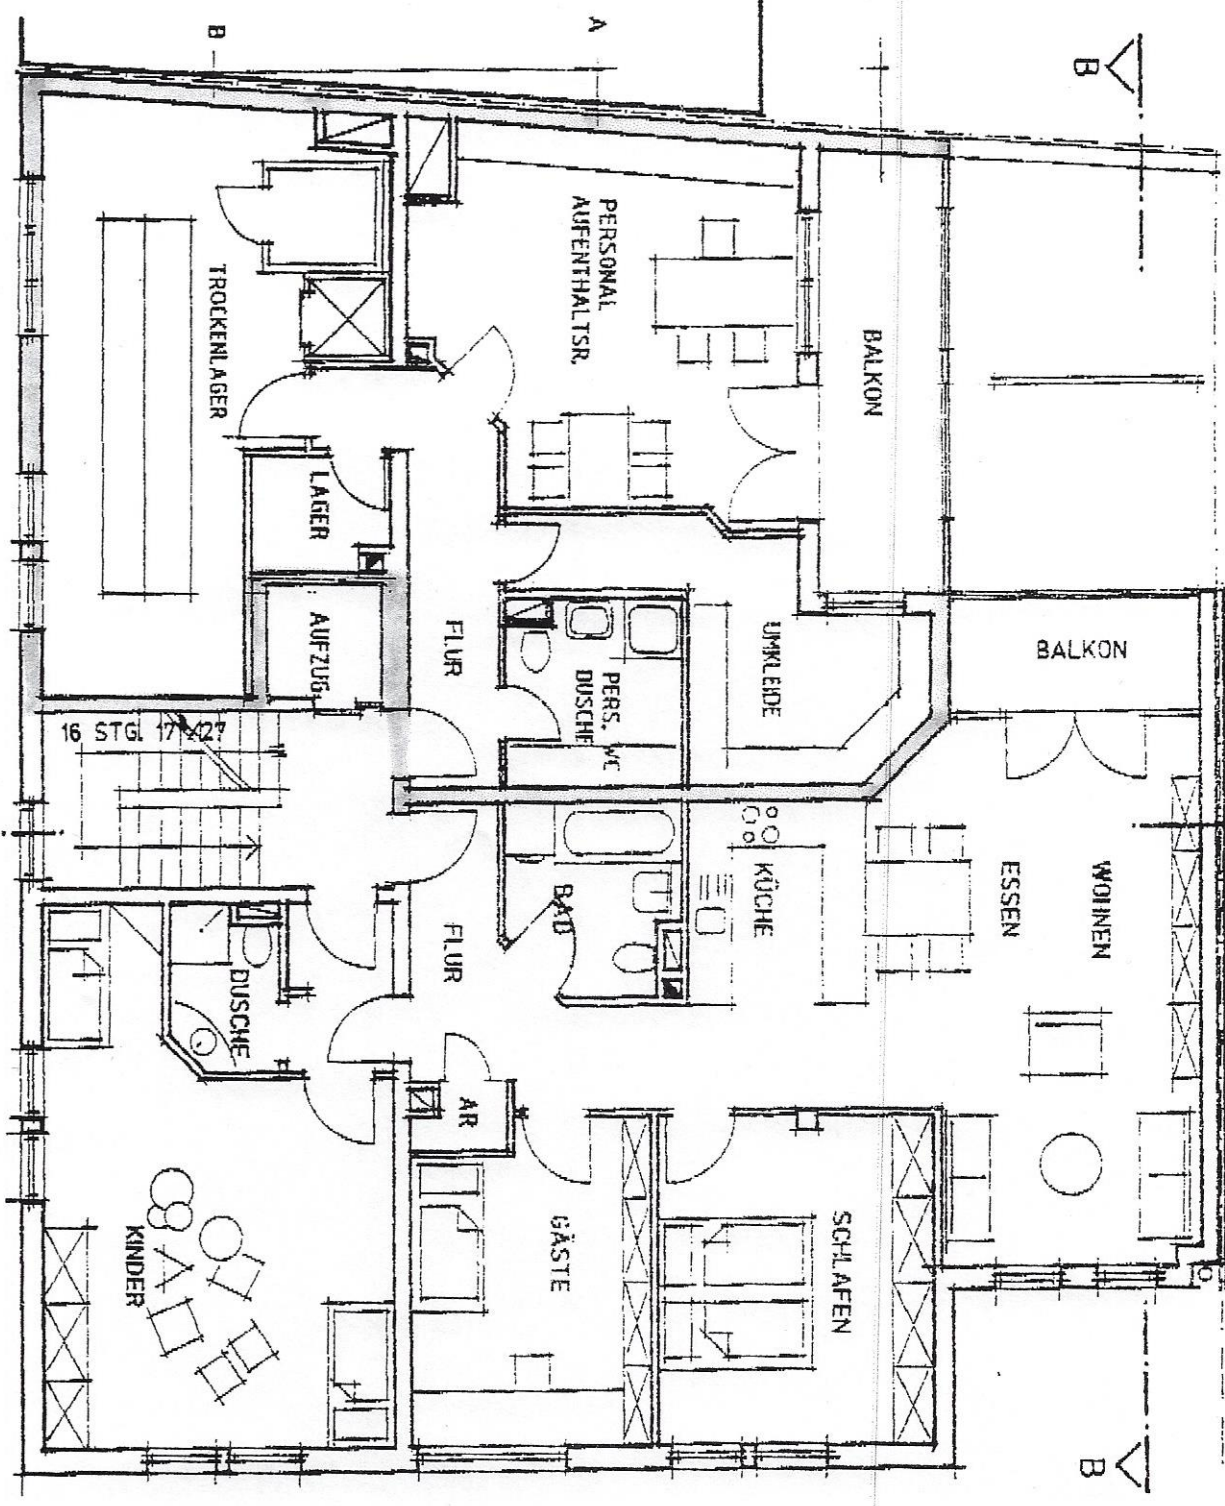 B
A
B
PERSONAL
AUFENTHALTSR.
TROCKENLAGER
BALKON
LAGER
AUFZUG
FLUR
PERS. WC
DUSCHE
UMKLEIDE
BALKON
16 STG. 17 27
KÜCHE
ESSEN
WOHNEN
BAD
FLUR
DUSCHE
AR
KINDER
GÄSTE
SCHLAFEN
B